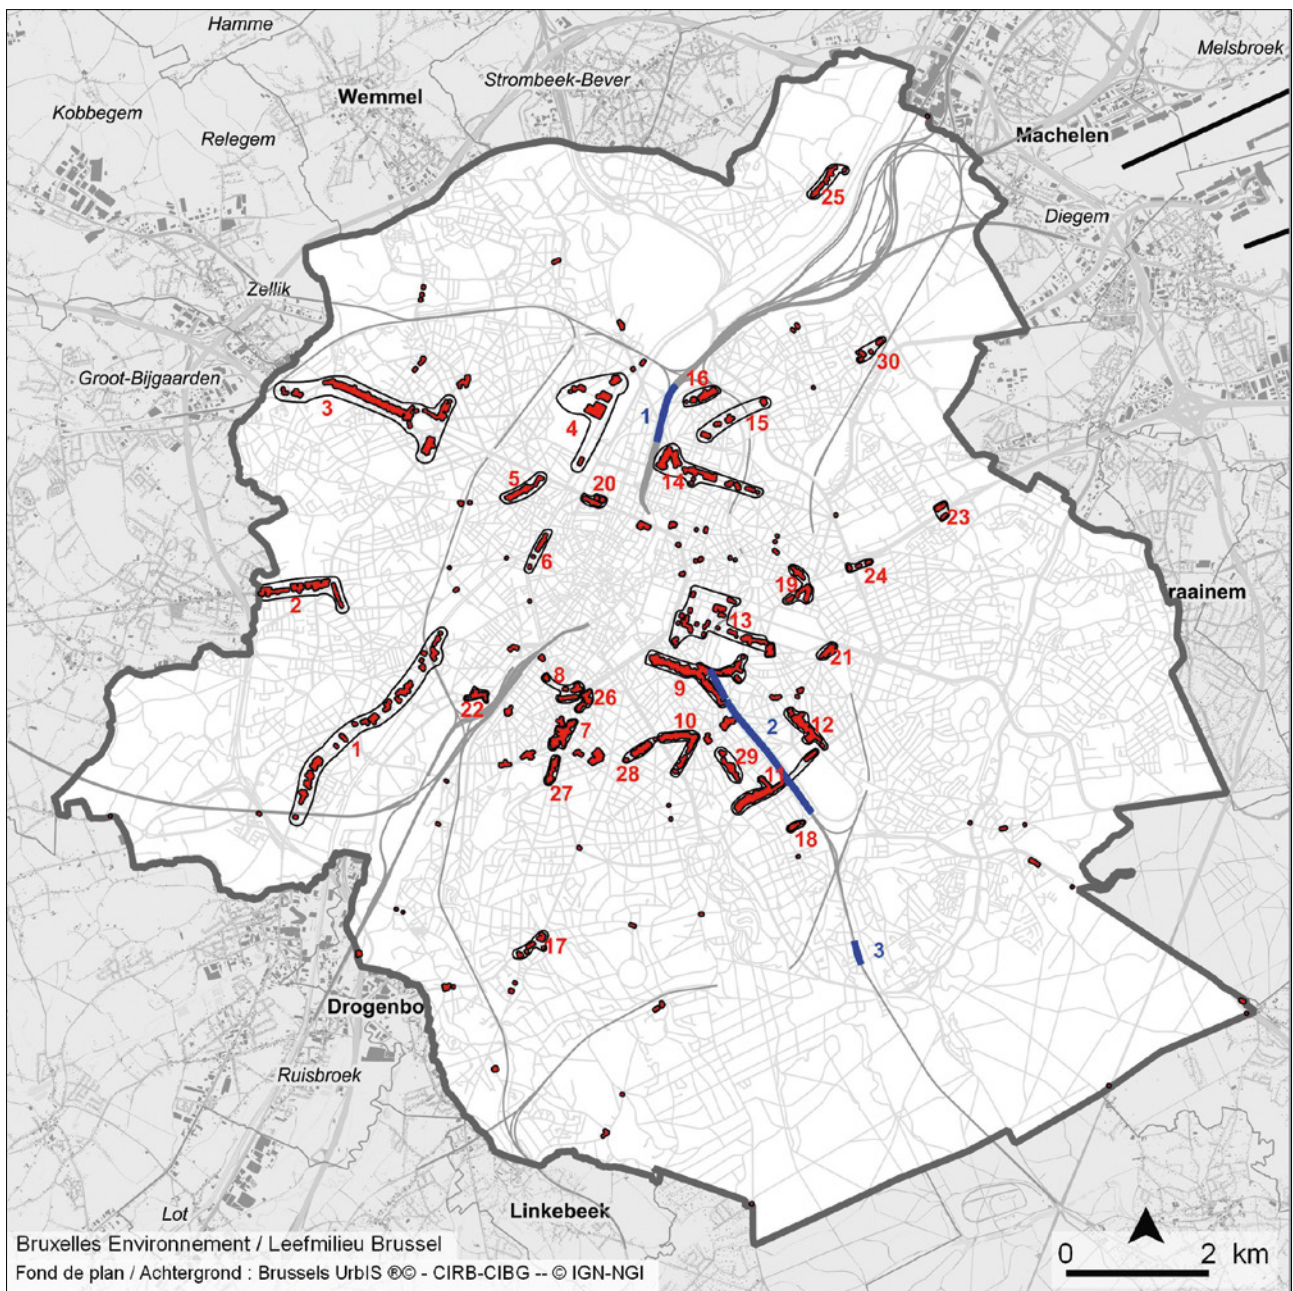 Hamme
Melsbroek
Strombeek-Bever
Wemmel
Kobbegem
Relegem
Machelen
25
Diegem
Zellik
30
Groot-Bijgaarden
16
3
4
1
15
14
5
20
23
6
24
19
2
raainem
13
21
8
9
26
22
2
7
10
12
1
28
29
11
27
18
17
3
Drogenbo
Ruisbroek
Linkebeek
Lot
Bruxelles Environnement / Leefmilieu Brussel
0 2 km
Fond de plan / Achtergrond : Brussels UrbIS ®© - CIRB-CIBG -- © IGN-NGI